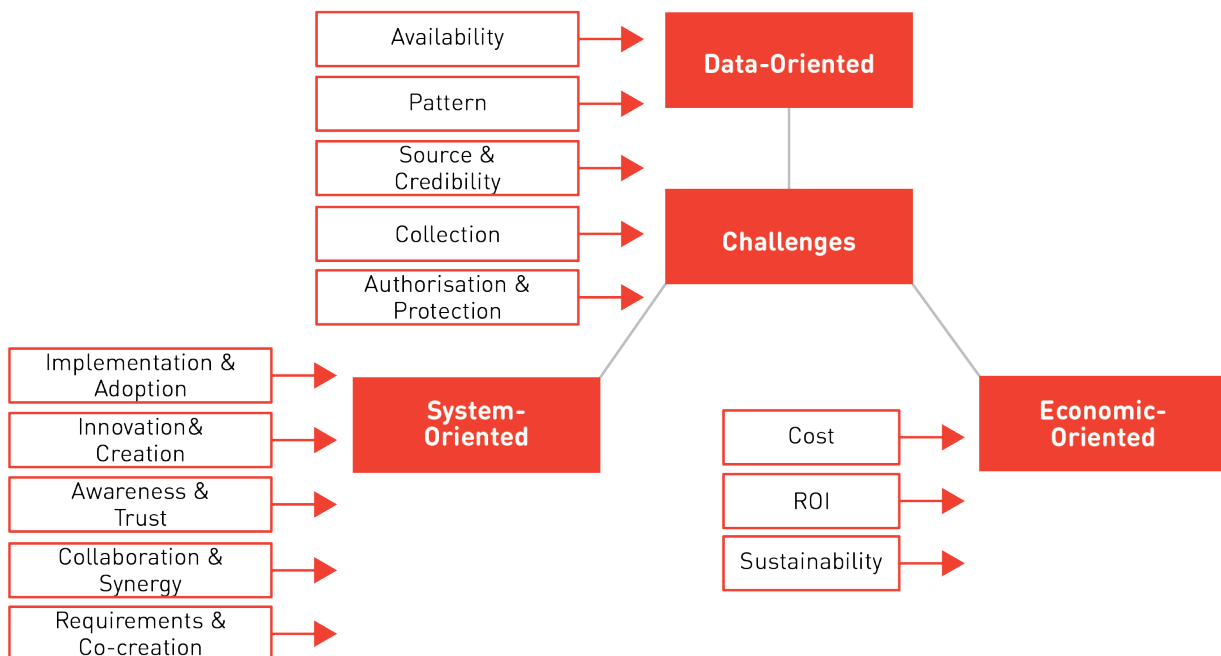 Availability
Data-Oriented
Pattern
Source &
Credibility
Collection
Challenges
Authorisation &
Protection
Implementation &
Adoption
Innovation&
Creation
Awareness &
Trust
Collaboration &
Synergy
Requirements &
Co-creation
System-
Oriented
Cost
ROI
Sustainability
Economic-
Oriented